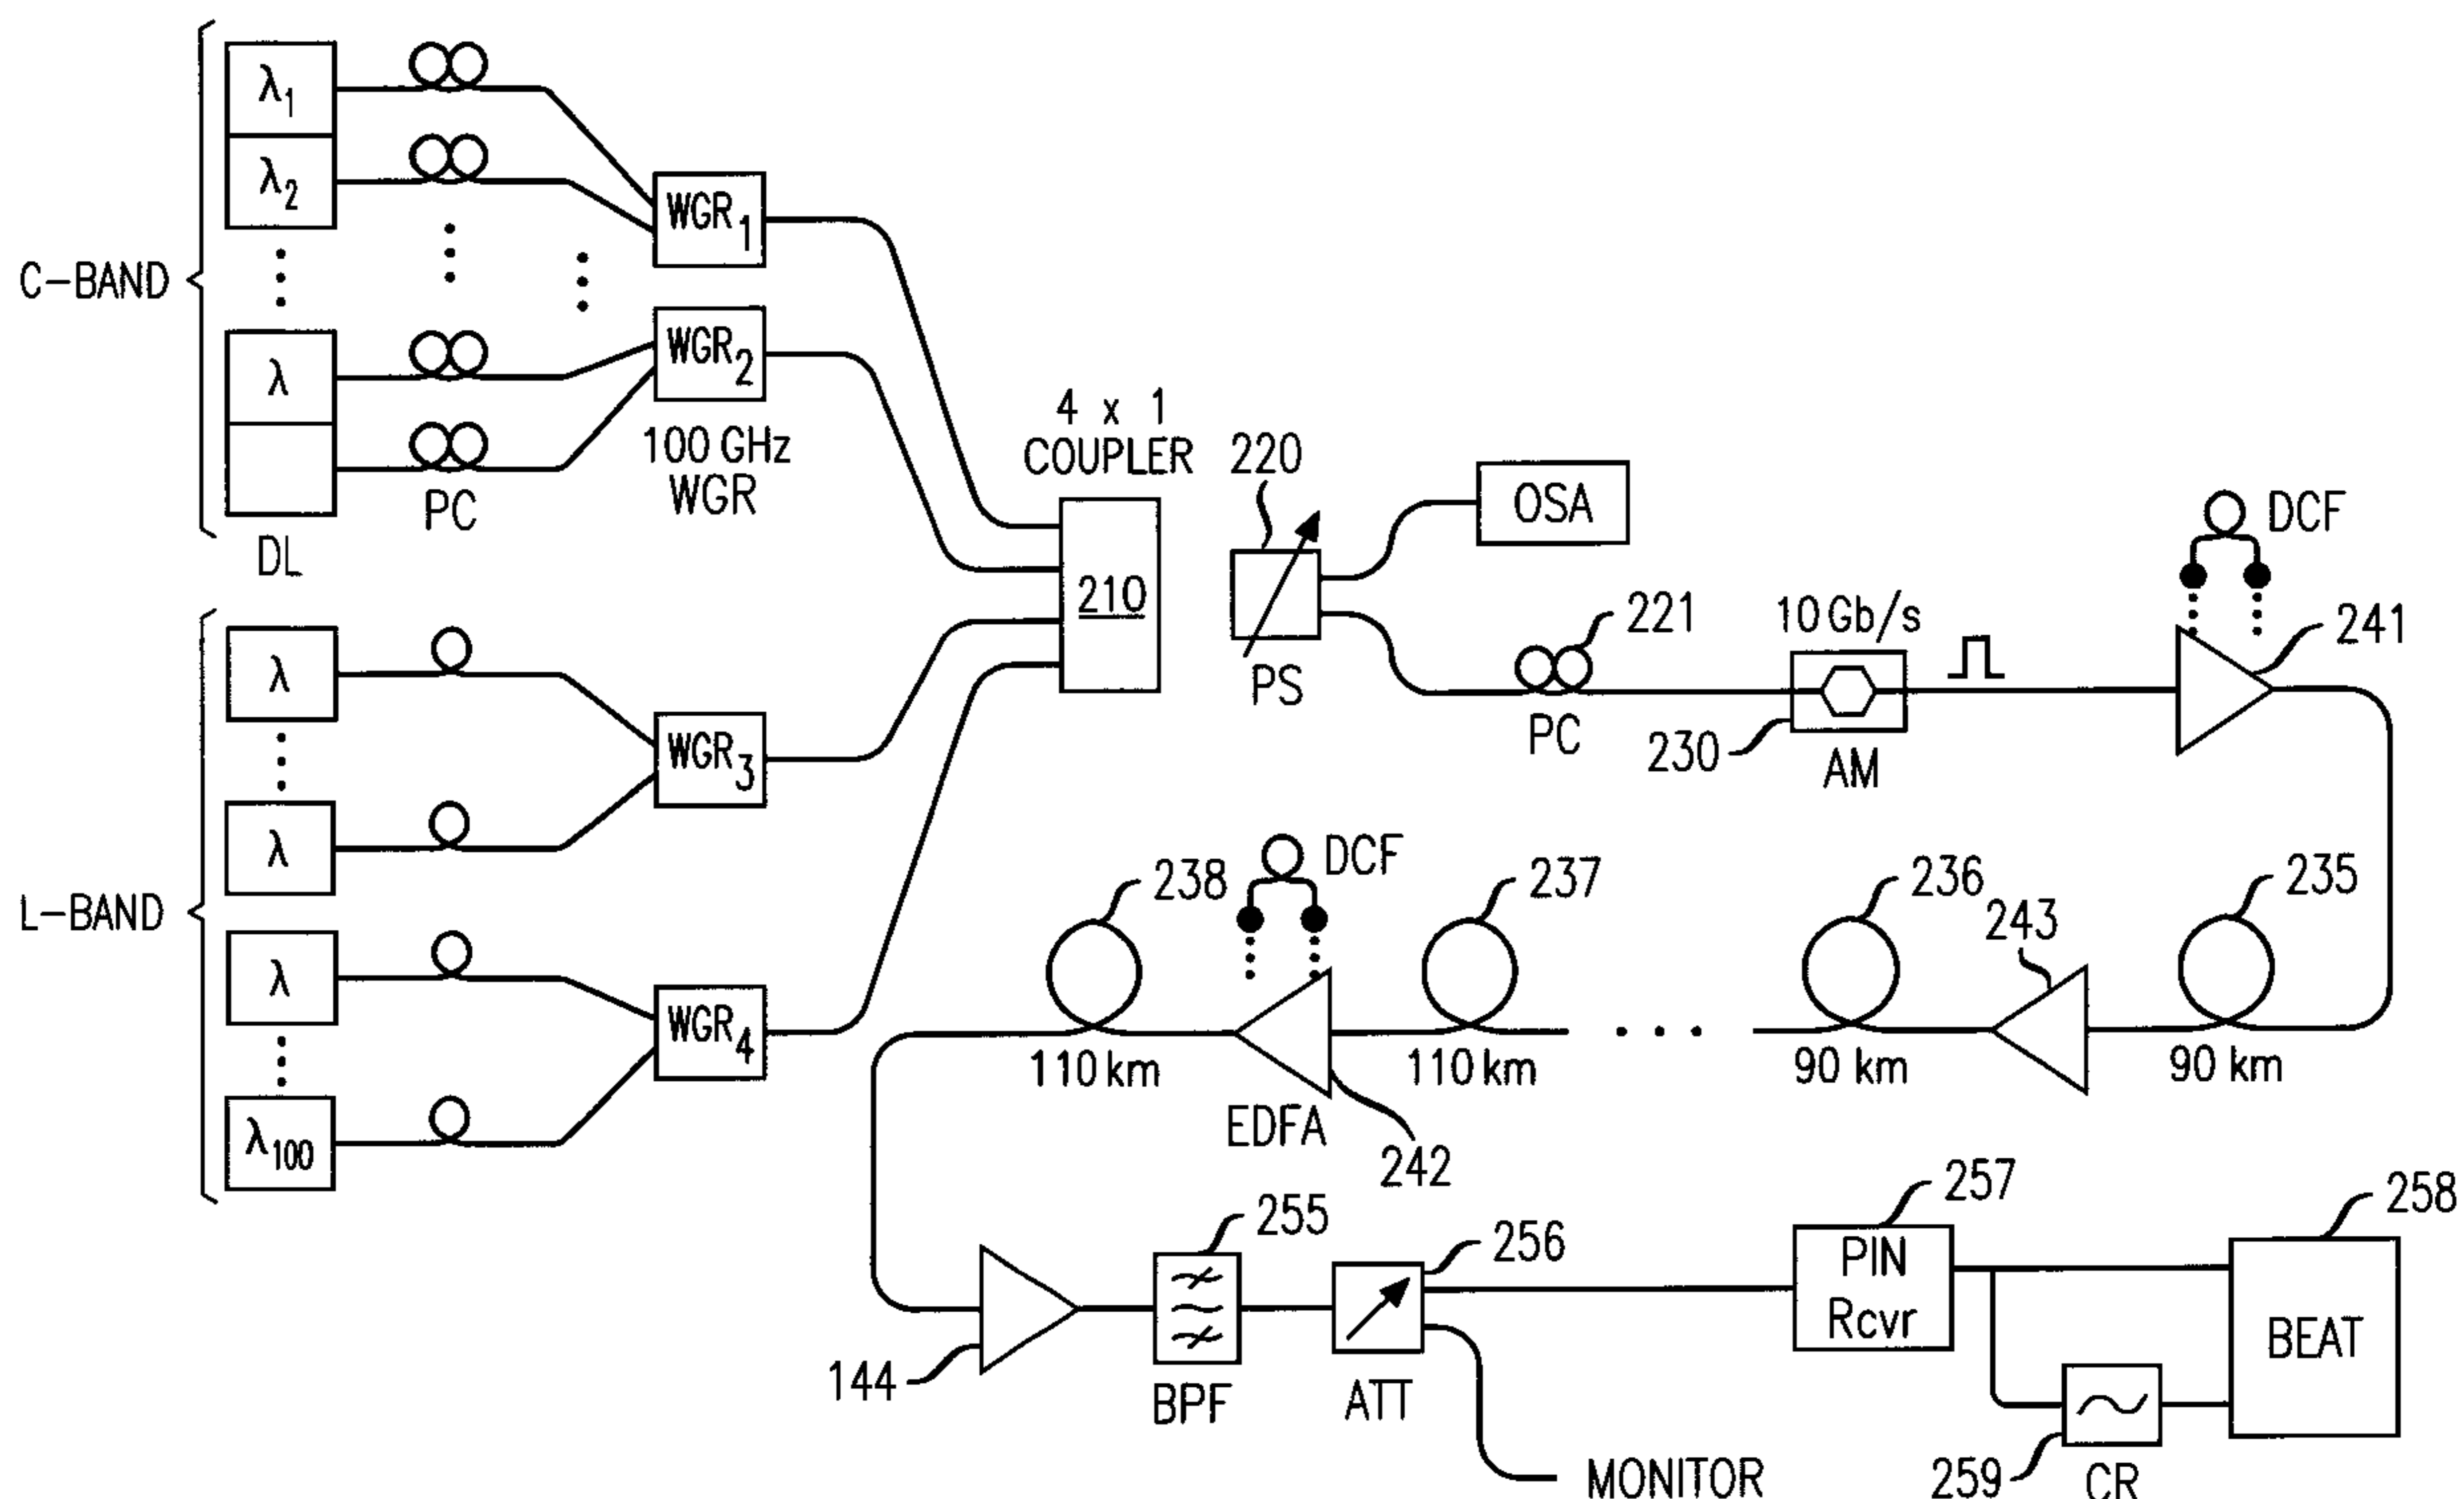 C-BAND
λ1
λ2
λ
DL
PC
WGR1
WGR2
100 GHz
WGR
L-BAND
λ
λ
λ
λ100
WGR3
WGR4
4 x 1
COUPLER
210
220
PS
OSA
221
PC
10 Gb/s
230
AM
DCF
241
235
90 km
243
236
90 km
237
110 km
DCF
EDFA
242
238
110 km
144
255
BPF
256
ATT
MONITOR
257
PIN
Rcvr
258
BEAT
259
CR